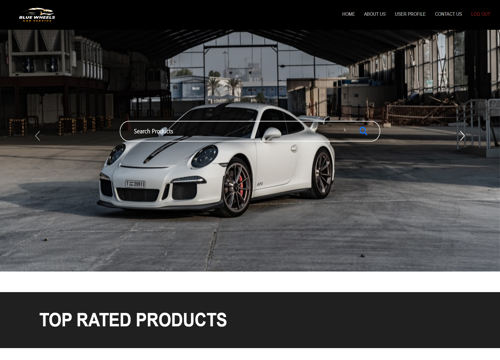 BLUE WHEELS
CAR SERVICE
HOME ABOUT US USER PROFILE CONTACT US LOG OUT
Search Products
TOP RATED PRODUCTS